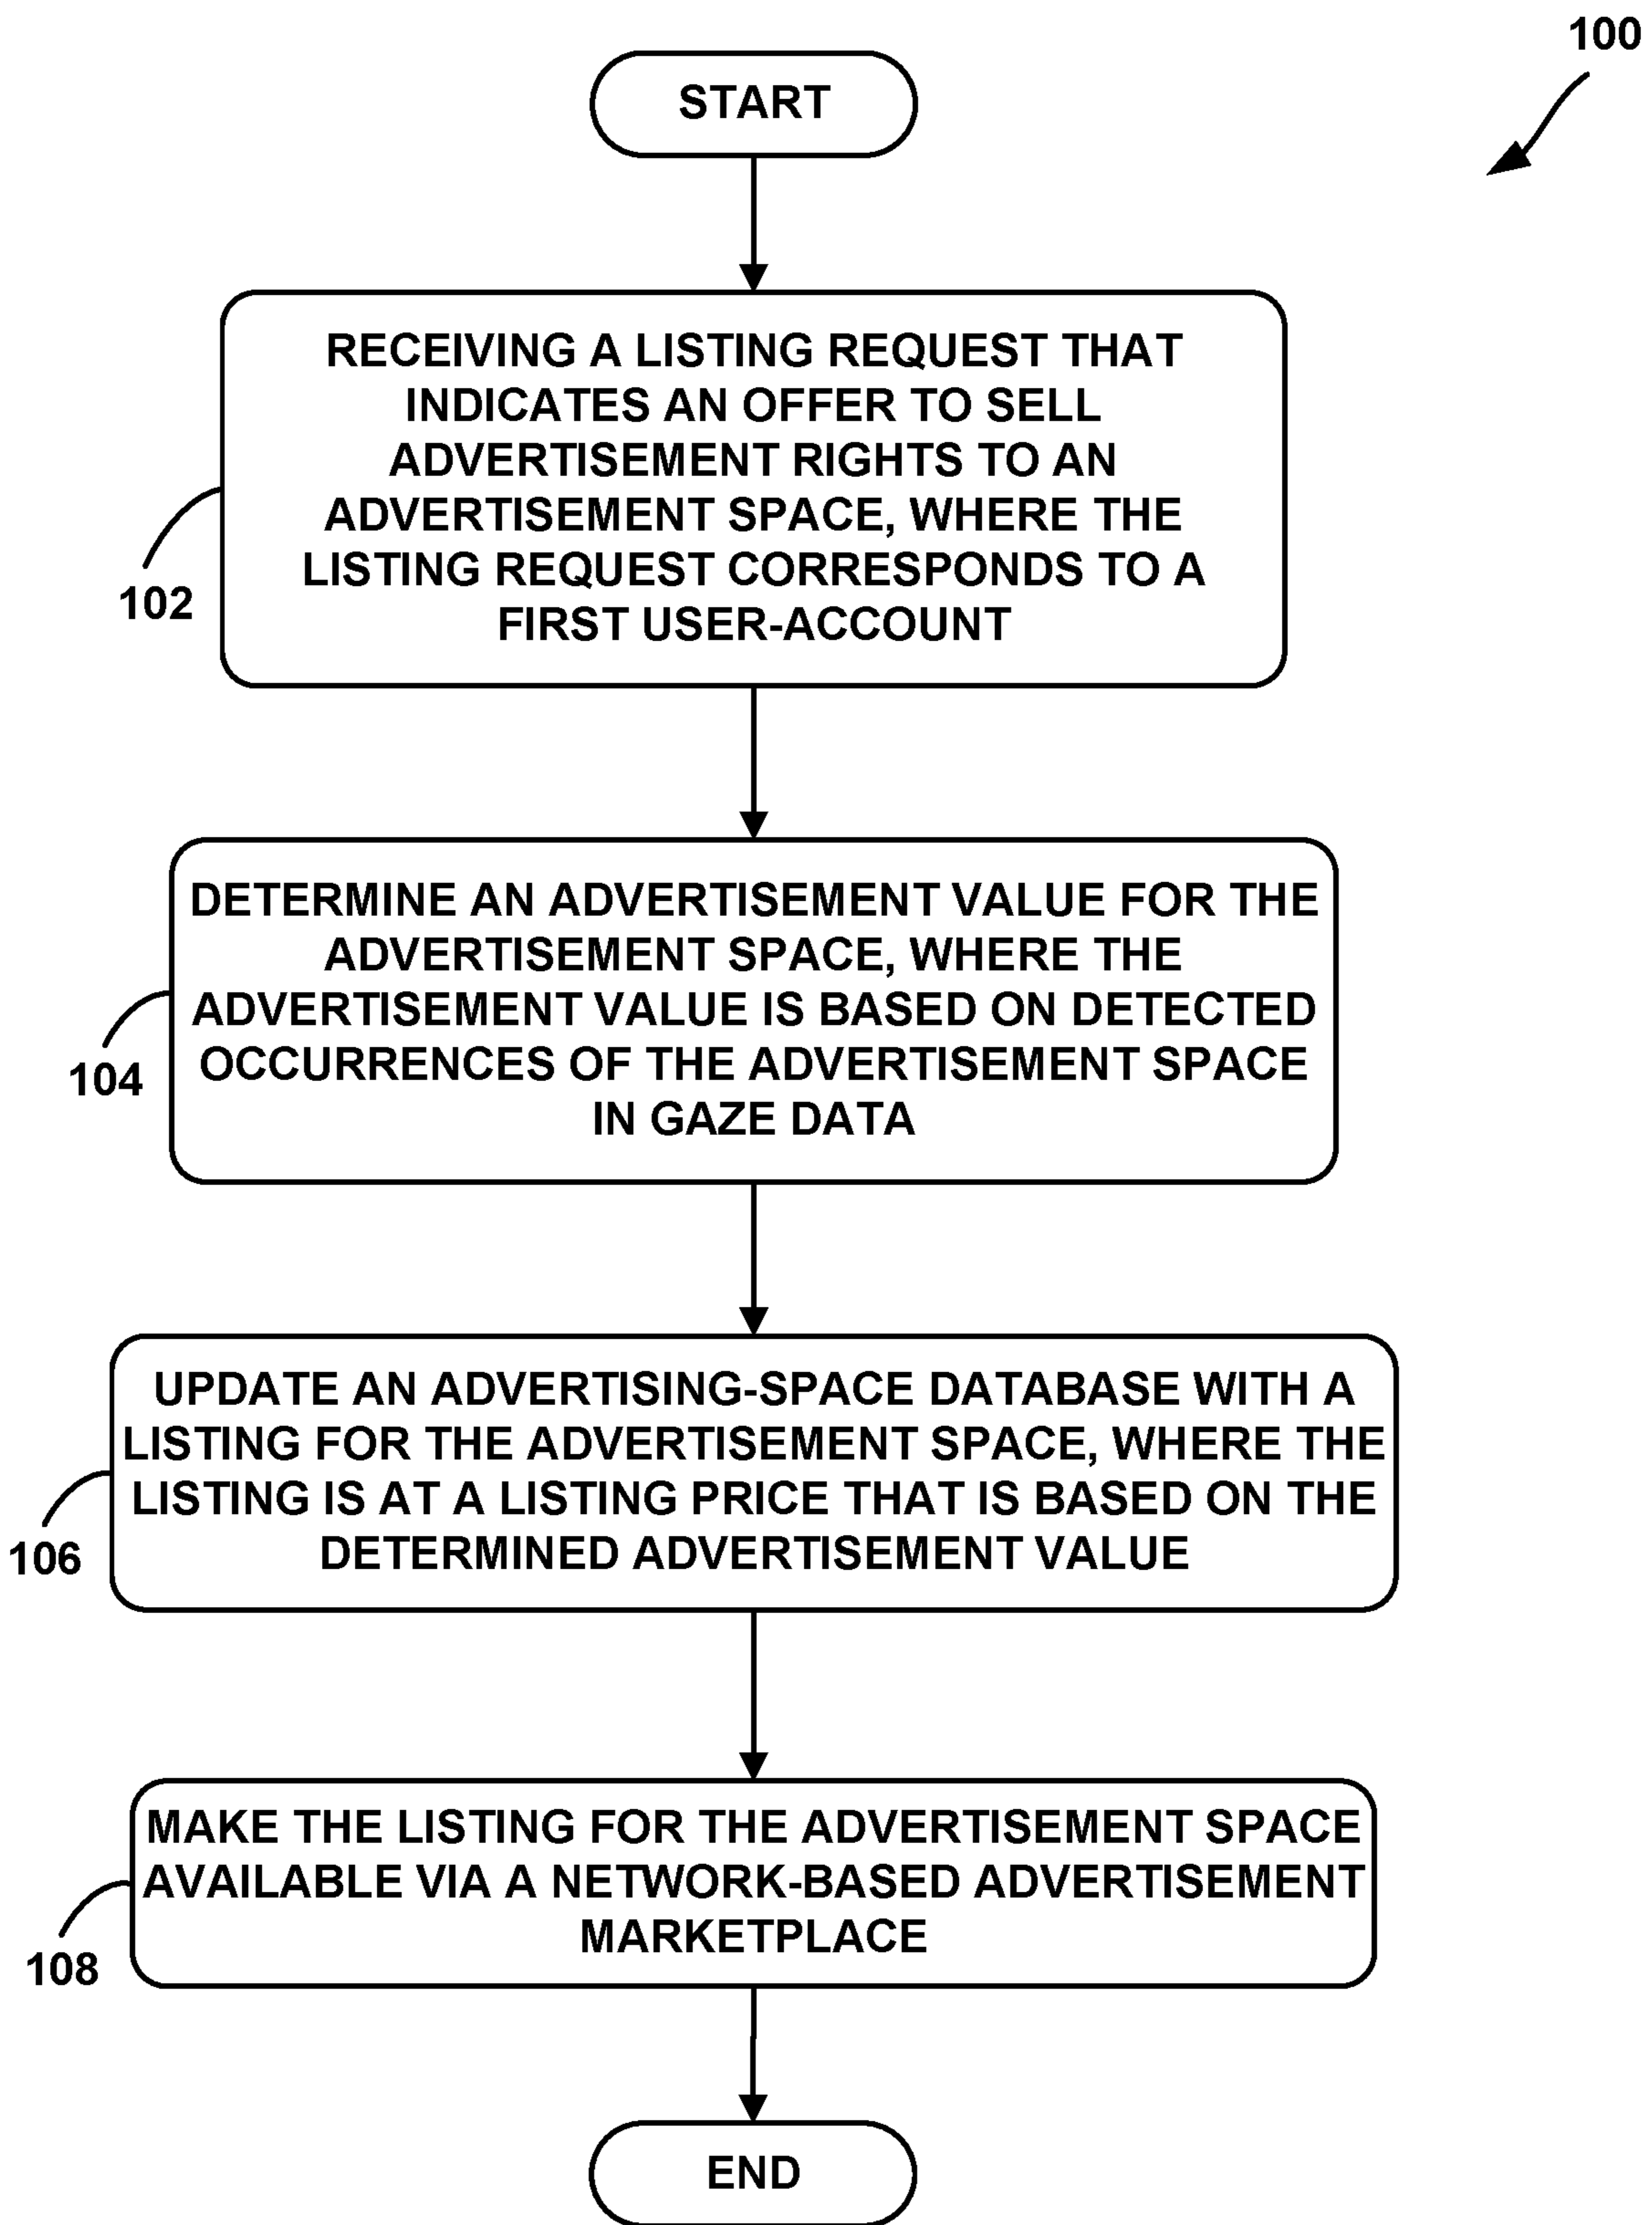 100
START
RECEIVING A LISTING REQUEST THAT
INDICATES AN OFFER TO SELL
ADVERTISEMENT RIGHTS TO AN
ADVERTISEMENT SPACE, WHERE THE
LISTING REQUEST CORRESPONDS TO A
FIRST USER-ACCOUNT
102
DETERMINE AN ADVERTISEMENT VALUE FOR THE
ADVERTISEMENT SPACE, WHERE THE
ADVERTISEMENT VALUE IS BASED ON DETECTED
OCCURRENCES OF THE ADVERTISEMENT SPACE
IN GAZE DATA
104
UPDATE AN ADVERTISING-SPACE DATABASE WITH A
LISTING FOR THE ADVERTISEMENT SPACE, WHERE THE
LISTING IS AT A LISTING PRICE THAT IS BASED ON THE
DETERMINED ADVERTISEMENT VALUE
106
MAKE THE LISTING FOR THE ADVERTISEMENT SPACE
AVAILABLE VIA A NETWORK-BASED ADVERTISEMENT
MARKETPLACE
108
END